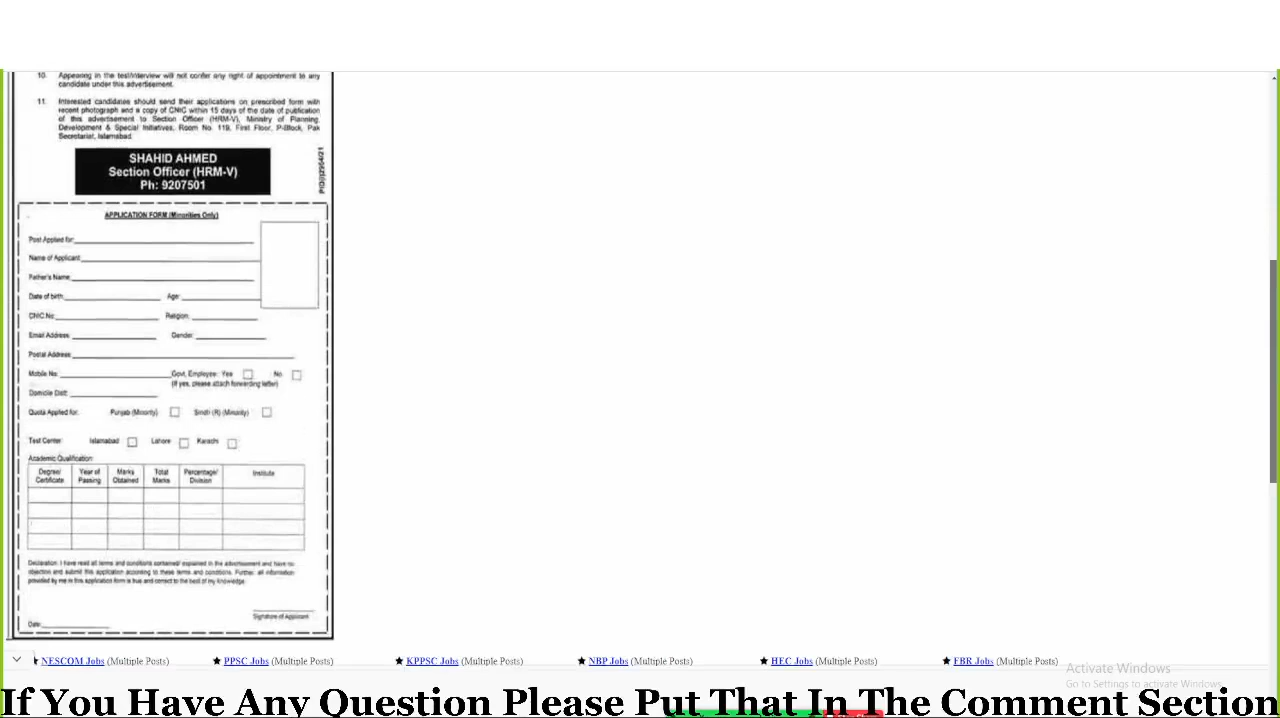 10. Appearing in the test/interview will not confer any right of appointment to any
candidate under this advertisement.
11. Interested candidates should send their applications on prescribed form with
recent photograph and a copy of CNIC within 15 days of the date of publication
of this advertisement to Section Officer (HRM-V), Ministry of Planning,
Development & Special Initiatives, Room No. 119, First Floor, P-Block, Pak
Secretariat, Islamabad.
SHAHID AHMED
Section Officer (HRM-V)
Ph: 9207501
PID(I)2964/21
APPLICATION FORM (Minorities Only)
Post Applied for:
Name of Applicant
Father's Name:
Date of birth: Age:
CNIC No: Religion:
Email Address: Gender:
Postal Address:
Mobile No: Govt. Employee: Yes No
(If yes, please attach forwarding letter)
Domicile Distt:
Quota Applied for: Punjab (Minority) Sindh (R) (Minority)
Test Center: Islamabad Lahore Karachi
Academic Qualification:
Degree/ Certificate Year of Passing Marks Obtained Total Marks Percentage/ Division Institute
Declaration: I have read all terms and conditions contained/ explained in the advertisement and have no
objection and submit this application according to these terms and conditions. Further, all information
provided by me in this application form is true and correct to the best of my knowledge.
Signature of Applicant
Date:
★ NESCOM Jobs (Multiple Posts) ★ PPSC Jobs (Multiple Posts) ★ KPPSC Jobs (Multiple Posts) ★ NBP Jobs (Multiple Posts) ★ HEC Jobs (Multiple Posts) ★ FBR Jobs (Multiple Posts)
Activate Windows
Go to Settings to activate Windows.
If You Have Any Question Please Put That In The Comment Section